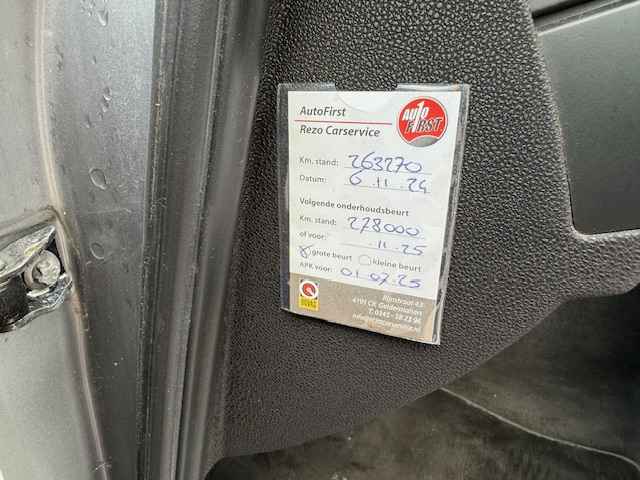 AutoFirst
Rezo Carservice
AUTO FIRST
Km. stand: 263270
Datum: 6.11.24
Volgende onderhoudsbeurt
Km. stand: 278000
of voor: .11.25
grote beurt kleine beurt
APK voor: 01.07.25
Rijnstraat 43
4191 CK Geldermalsen
BOVAG